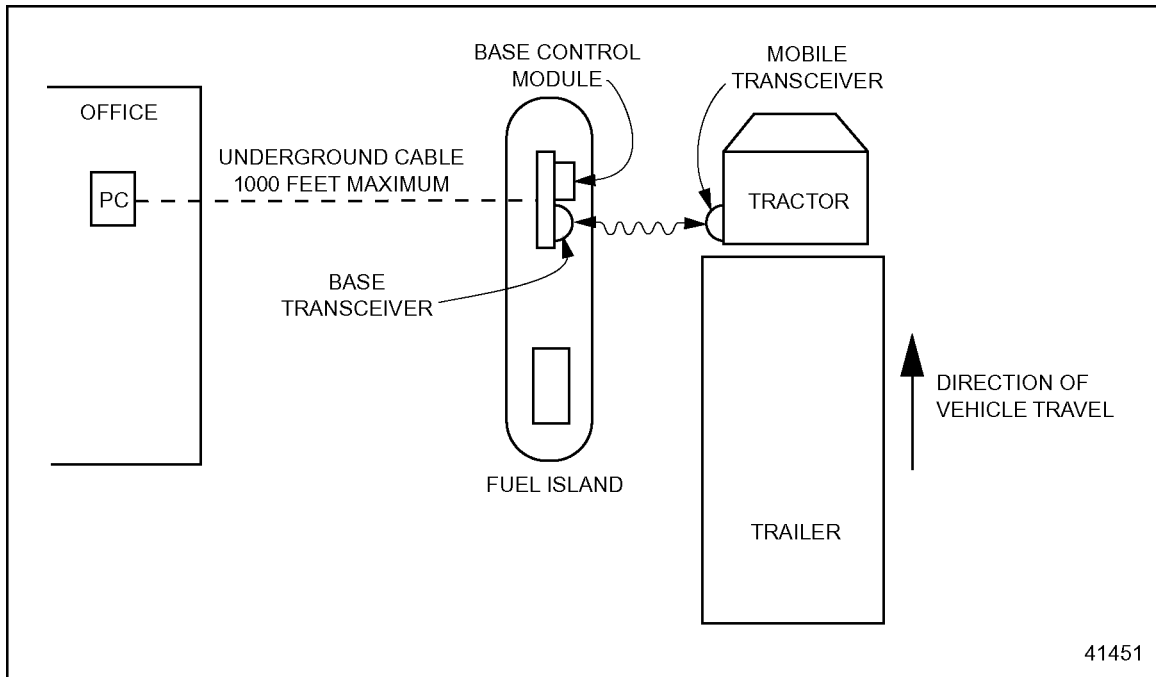 BASE CONTROL
MODULE
MOBILE
TRANSCEIVER
OFFICE
UNDERGROUND CABLE
1000 FEET MAXIMUM
PC
TRACTOR
BASE
TRANSCEIVER
DIRECTION OF
VEHICLE TRAVEL
FUEL ISLAND
TRAILER
41451